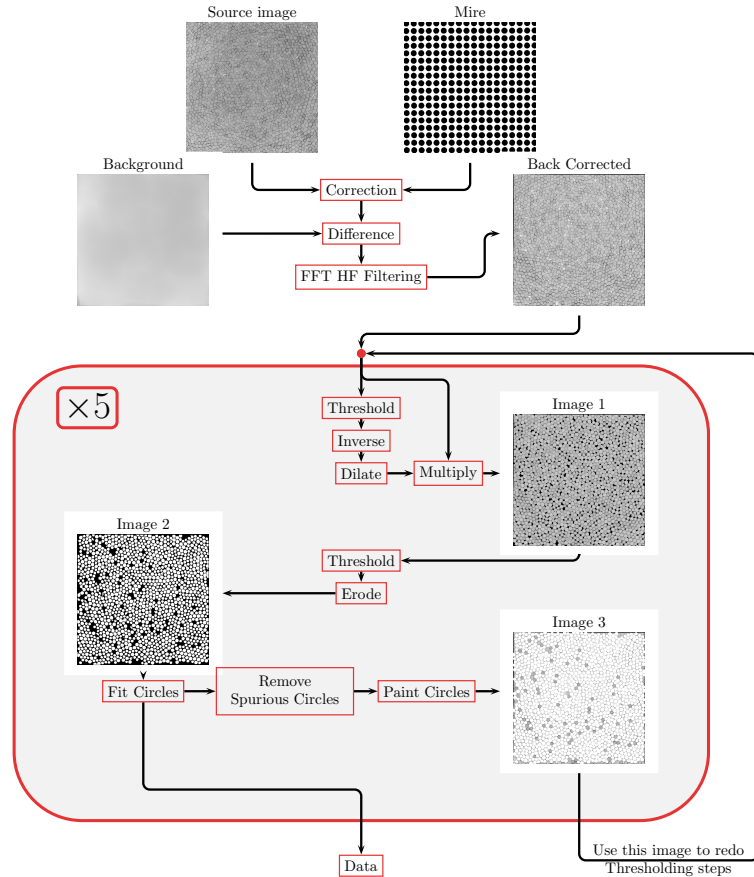 Source image
Mire
Background
Back Corrected
Correction
Difference
FFT HF Filtering
×5
Threshold
Image 1
Inverse
Dilate
Multiply
Image 2
Threshold
Erode
Image 3
Fit Circles
Remove
Spurious Circles
Paint Circles
Use this image to redo
Thresholding steps
Data